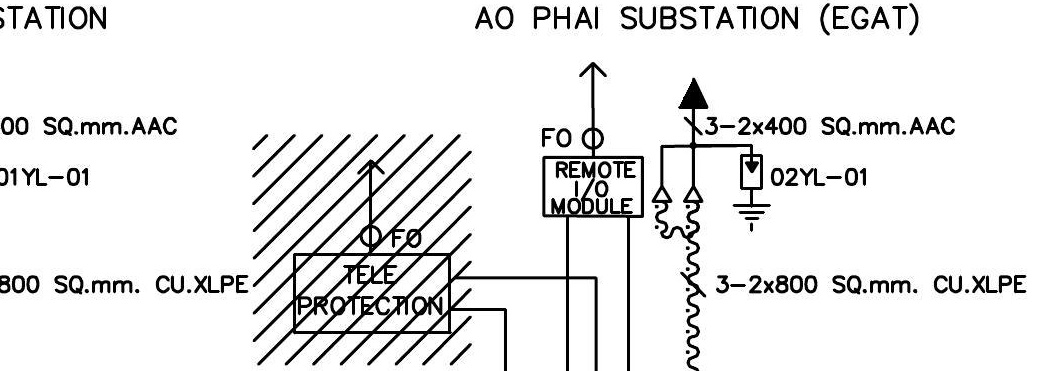 STATION
AO PHAI SUBSTATION (EGAT)
00 SQ.mm.AAC
FO
3-2x400 SQ.mm.AAC
01YL-01
REMOTE
I/O
MODULE
02YL-01
FO
TELE
PROTECTION
800 SQ.mm. CU.XLPE
3-2x800 SQ.mm. CU.XLPE